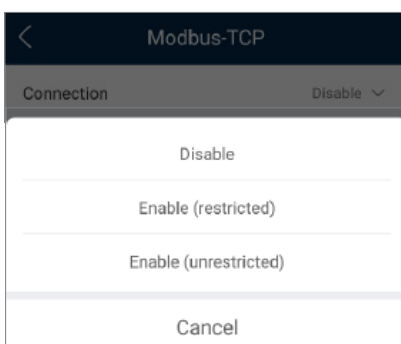 Modbus-TCP
Connection Disable
Disable
Enable (restricted)
Enable (unrestricted)
Cancel